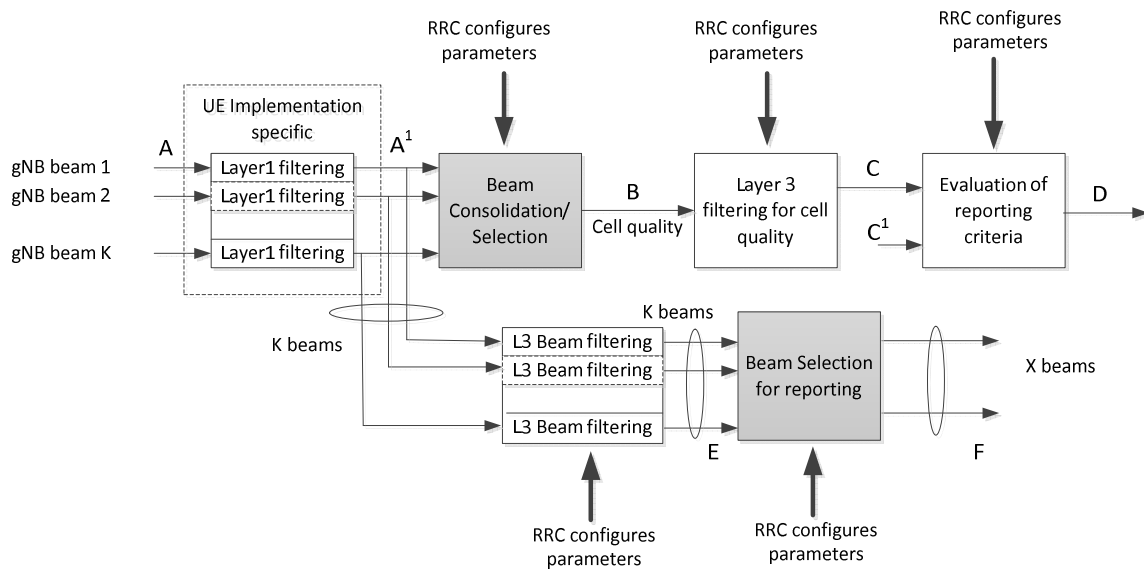 RRC configures
parameters
RRC configures
parameters
RRC configures
parameters
UE Implementation
specific
A
A¹
gNB beam 1
gNB beam 2
gNB beam K
Layer1 filtering
Layer1 filtering
Layer1 filtering
Beam
Consolidation/
Selection
B
Cell quality
Layer 3
filtering for cell
quality
C
C¹
Evaluation of
reporting
criteria
D
K beams
L3 Beam filtering
L3 Beam filtering
L3 Beam filtering
K beams
E
Beam Selection
for reporting
X beams
F
RRC configures
parameters
RRC configures
parameters